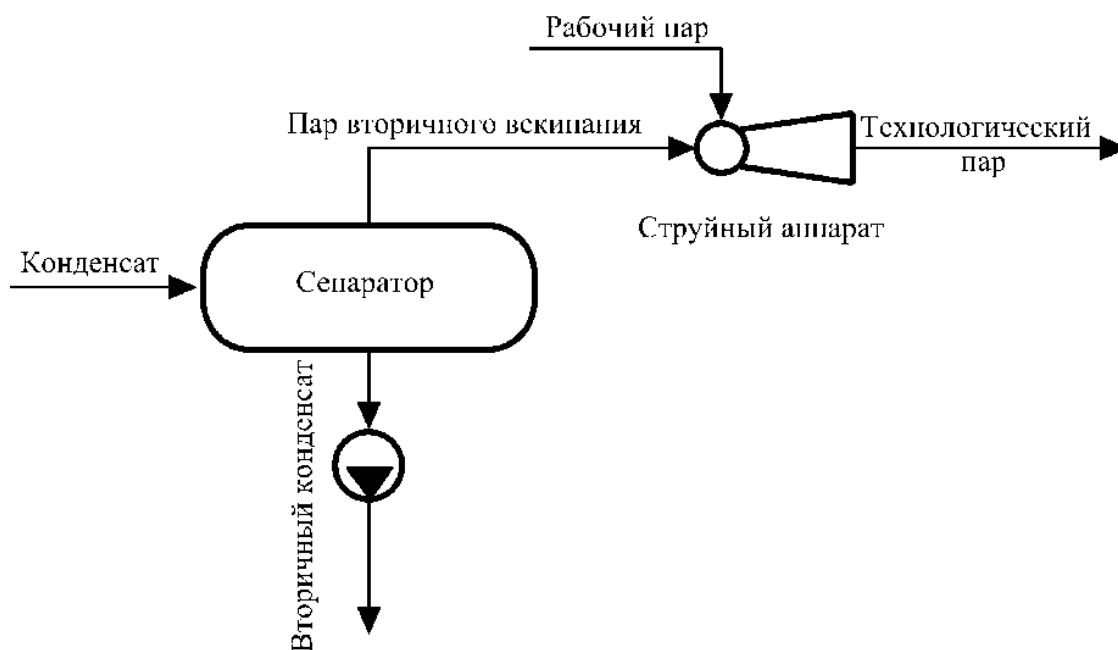 Рабочий пар
Пар вторичного вскипания
Технологический
пар
Струйный аппарат
Конденсат
Сепаратор
Вторичный конденсат